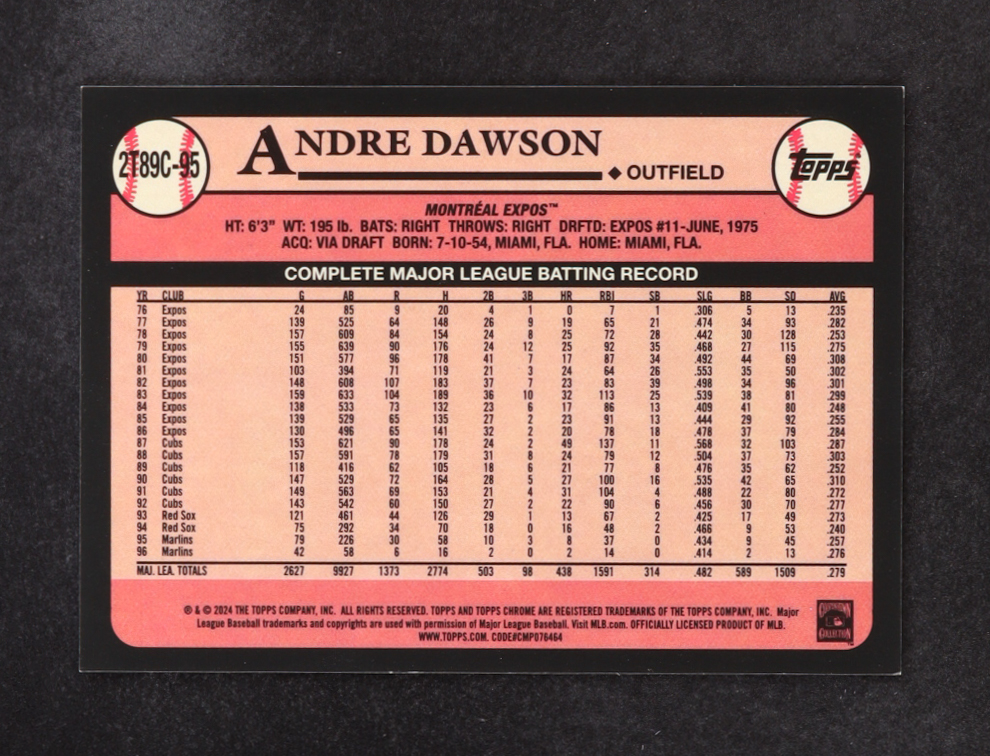 2T89C-95
ANDRE DAWSON
◆ OUTFIELD
Topps
MONTRÉAL EXPOS™
HT: 6'3" WT: 195 lb. BATS: RIGHT THROWS: RIGHT DRFTD: EXPOS #11-JUNE, 1975
ACQ: VIA DRAFT BORN: 7-10-54, MIAMI, FLA. HOME: MIAMI, FLA.
COMPLETE MAJOR LEAGUE BATTING RECORD
YR CLUB G AB R H 2B 3B HR RBI SB SLG BB SO AVG
76 Expos 24 85 9 20 4 1 0 7 1 .306 5 13 .235
77 Expos 139 525 64 148 26 9 19 65 21 .474 34 93 .282
78 Expos 157 609 84 154 24 8 25 72 28 .442 30 128 .253
79 Expos 155 639 90 176 24 12 25 92 35 .468 27 115 .275
80 Expos 151 577 96 178 41 7 17 87 34 .492 44 69 .308
81 Expos 103 394 71 119 21 3 24 64 26 .553 35 50 .302
82 Expos 148 608 107 183 37 7 23 83 39 .498 34 96 .301
83 Expos 159 633 104 189 36 10 32 113 25 .539 38 81 .299
84 Expos 138 533 73 132 23 6 17 86 13 .409 41 80 .248
85 Expos 139 529 65 135 27 2 23 91 13 .444 29 92 .255
86 Expos 130 496 65 141 32 2 20 78 18 .478 37 79 .284
87 Cubs 153 621 90 178 24 2 49 137 11 .568 32 103 .287
88 Cubs 157 591 78 179 31 8 24 79 12 .504 37 73 .303
89 Cubs 118 416 62 105 18 6 21 77 8 .476 35 62 .252
90 Cubs 147 529 72 164 28 5 27 100 16 .535 42 65 .310
91 Cubs 149 563 69 153 21 4 31 104 4 .488 22 80 .272
92 Cubs 143 542 60 150 27 2 22 90 6 .456 30 70 .277
93 Red Sox 121 461 44 126 29 1 13 67 2 .425 17 49 .273
94 Red Sox 75 292 34 70 18 0 16 48 2 .466 9 53 .240
95 Marlins 79 226 30 58 10 3 8 37 0 .434 9 45 .257
96 Marlins 42 58 6 16 2 0 2 14 0 .414 2 13 .276
MAJ. LEA. TOTALS 2627 9927 1373 2774 503 98 438 1591 314 .482 589 1509 .279
® & © 2024 THE TOPPS COMPANY, INC. ALL RIGHTS RESERVED. TOPPS AND TOPPS CHROME ARE REGISTERED TRADEMARKS OF THE TOPPS COMPANY, INC. Major
League Baseball trademarks and copyrights are used with permission of Major League Baseball. Visit MLB.com. OFFICIALLY LICENSED PRODUCT OF MLB.
WWW.TOPPS.COM. CODE#CMP076464
COOPERSTOWN
COLLECTION™